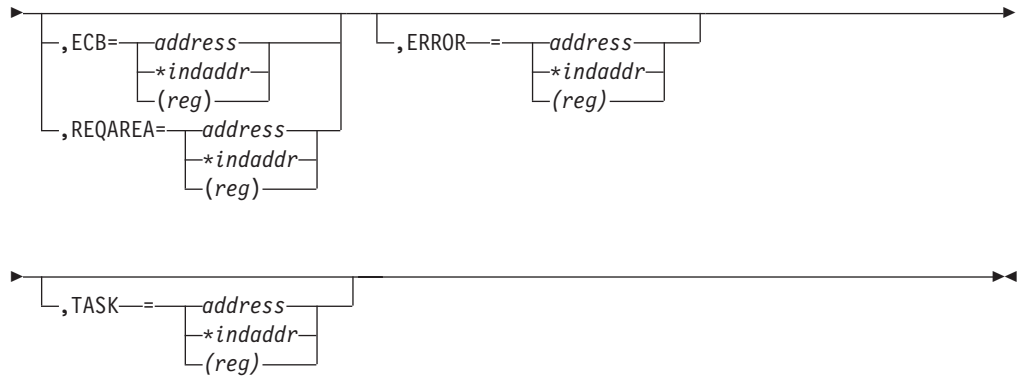 ,ECB= address ,ERROR = address
*indaddr *indaddr
(reg) (reg)
,REQAREA= address
*indaddr
(reg)
,TASK = address
*indaddr
(reg)